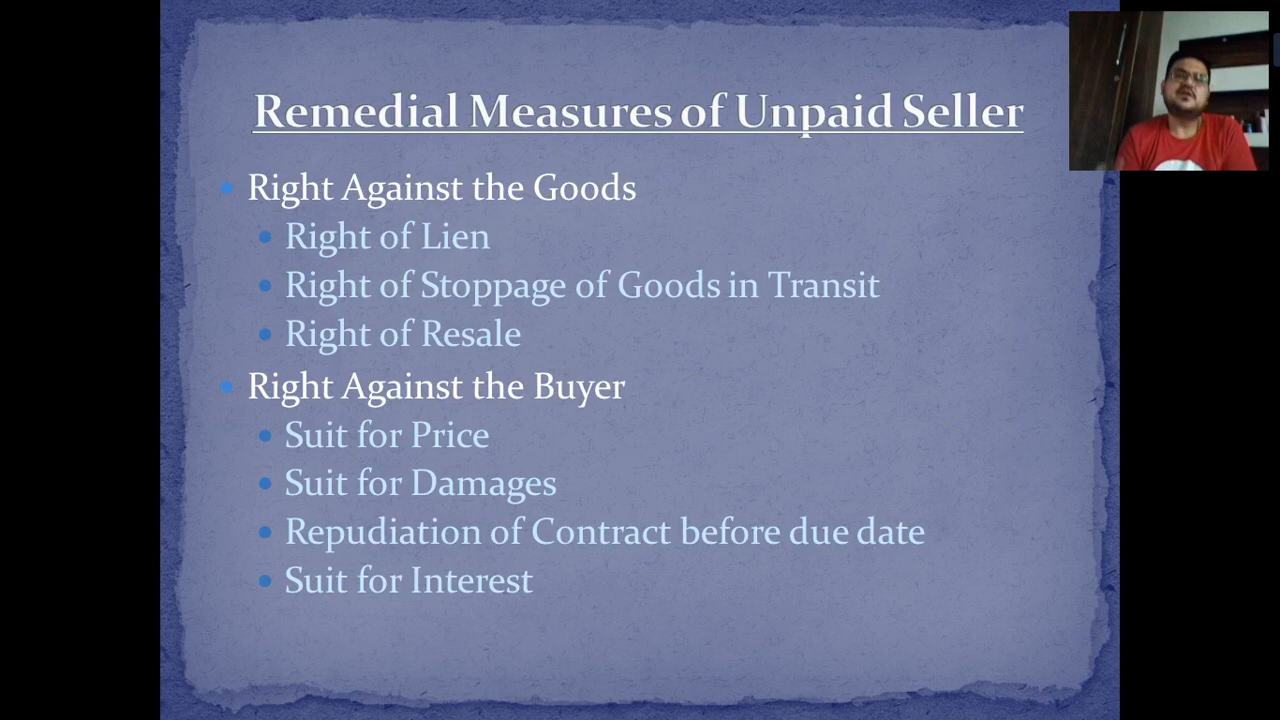 Remedial Measures of Unpaid Seller
Right Against the Goods
Right of Lien
Right of Stoppage of Goods in Transit
Right of Resale
Right Against the Buyer
Suit for Price
Suit for Damages
Repudiation of Contract before due date
Suit for Interest